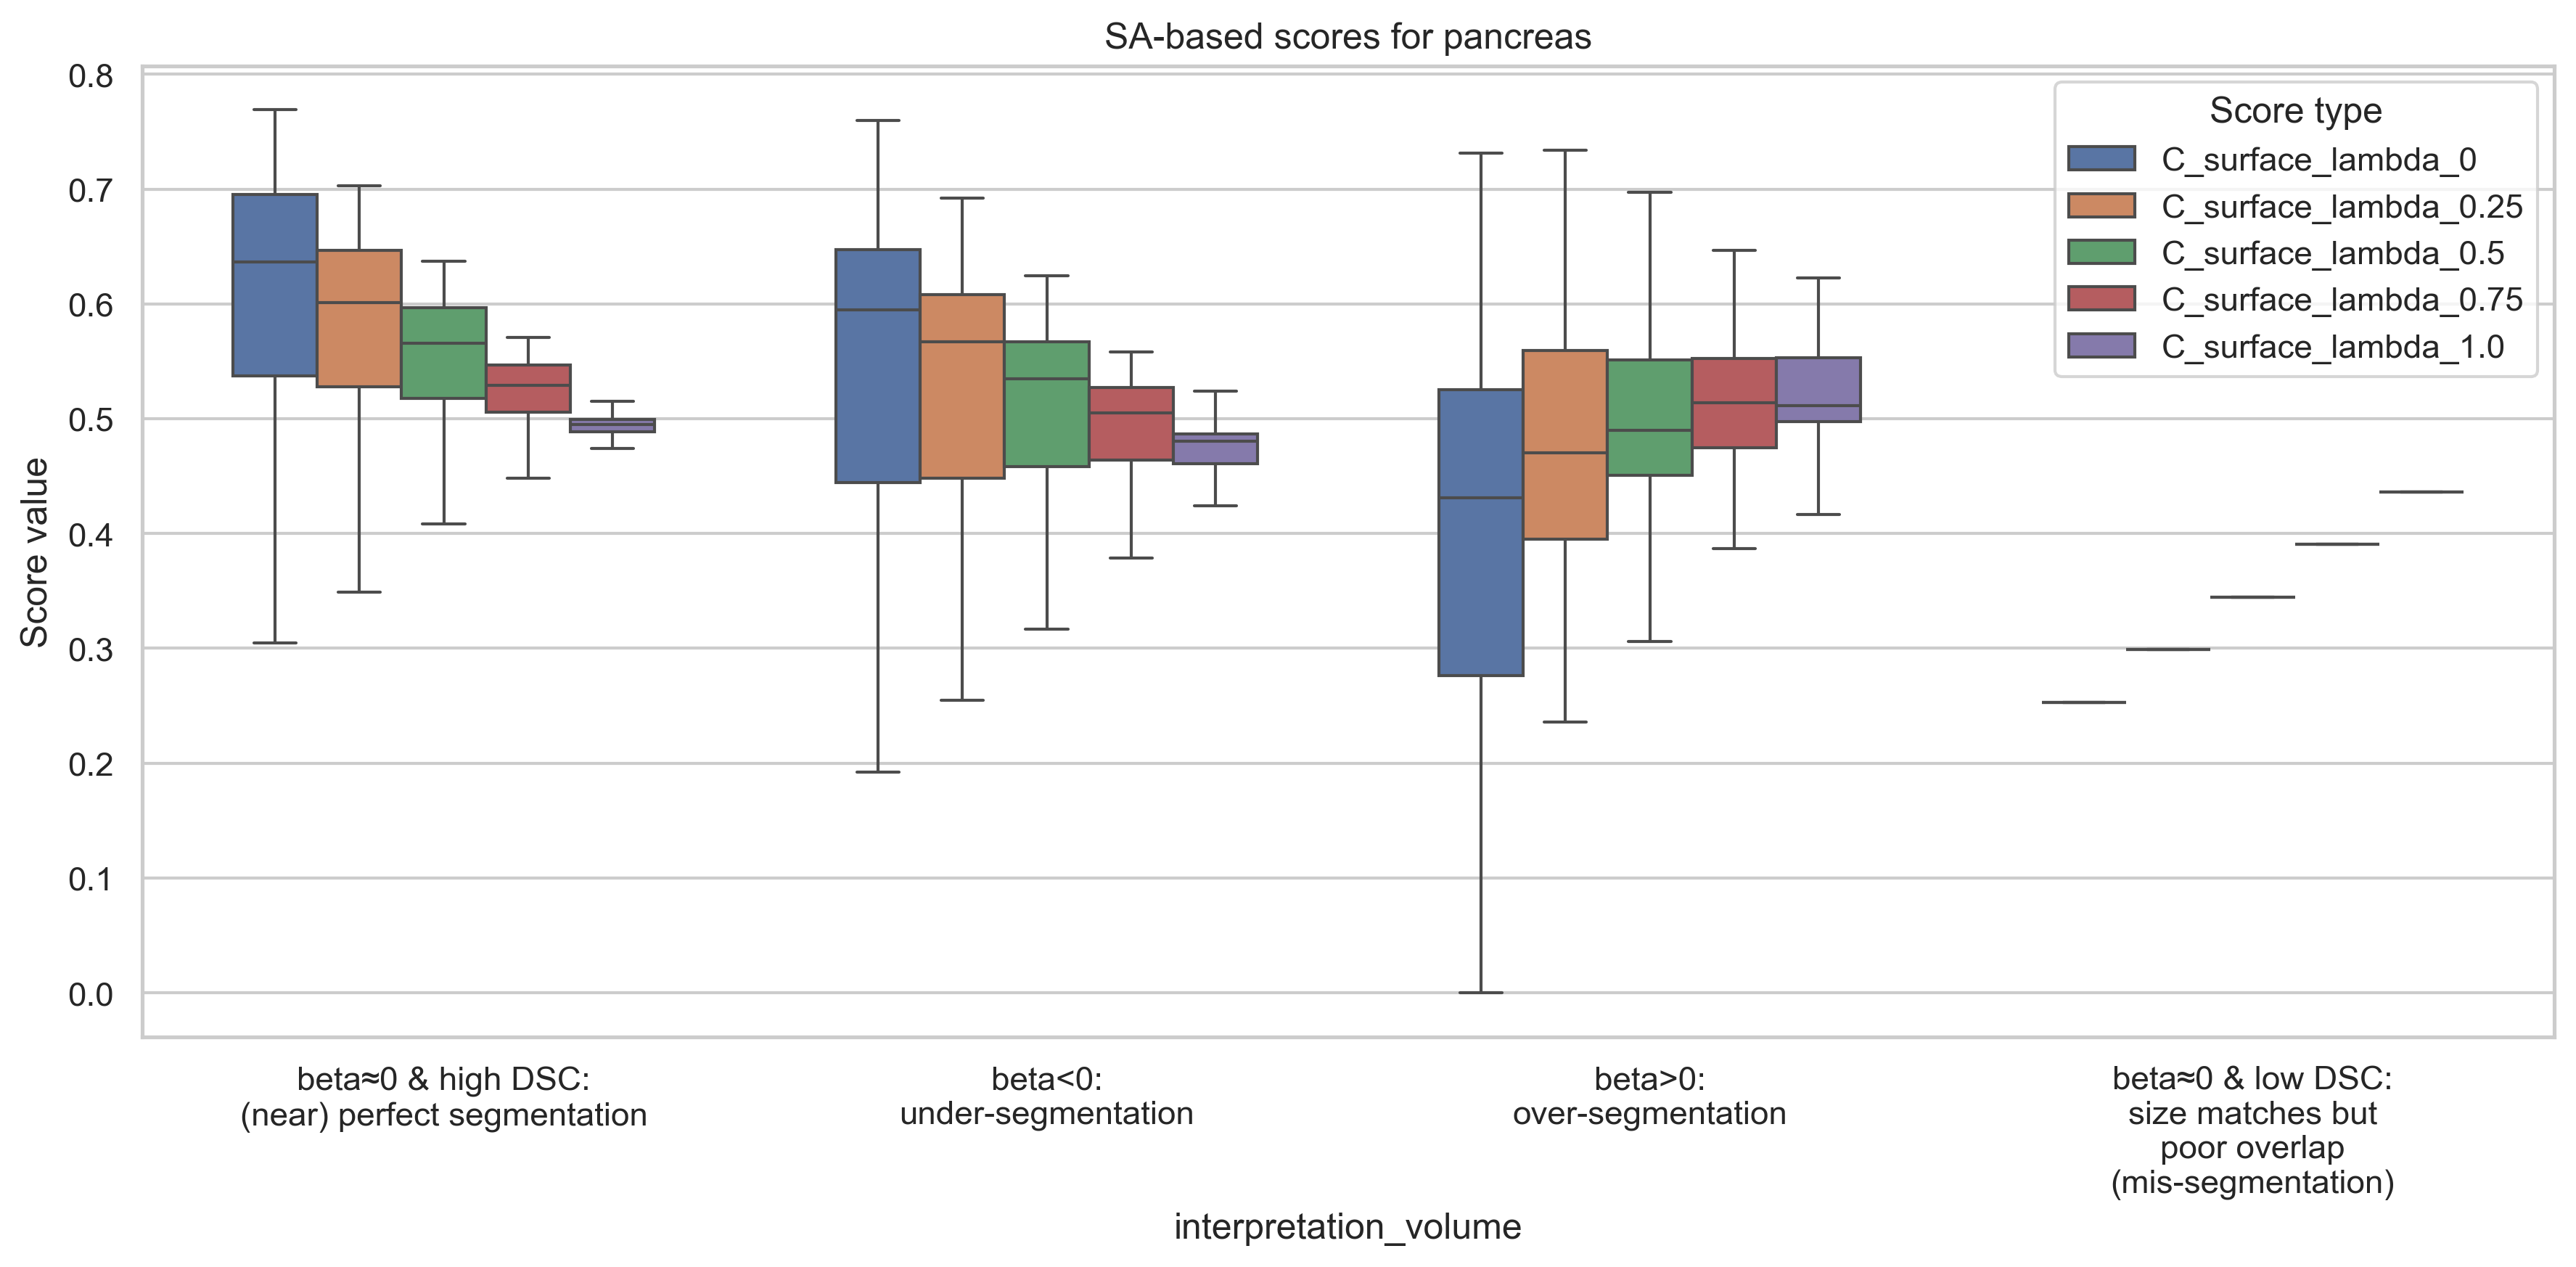 SA-based scores for pancreas
0.8
0.7
0.6
0.5
0.4
0.3
0.2
0.1
0.0
Score value
Score type
C_surface_lambda_0
C_surface_lambda_0.25
C_surface_lambda_0.5
C_surface_lambda_0.75
C_surface_lambda_1.0
beta≈0 & high DSC:
(near) perfect segmentation
beta<0:
under-segmentation
beta>0:
over-segmentation
beta≈0 & low DSC:
size matches but
poor overlap
(mis-segmentation)
interpretation_volume